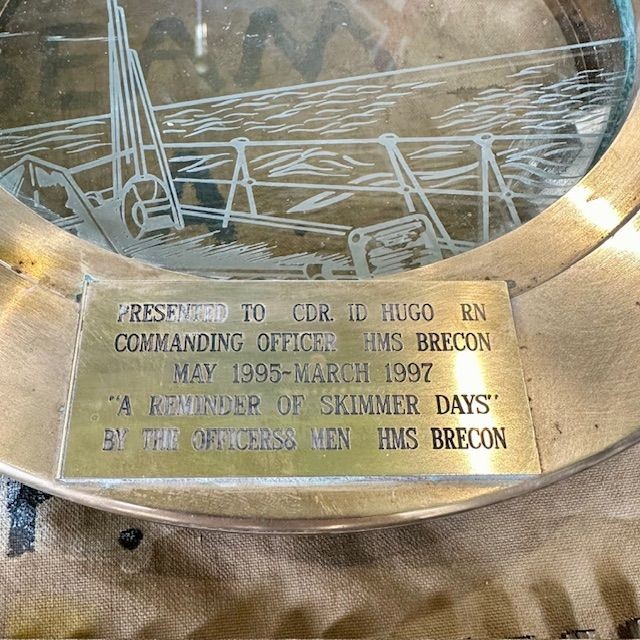 PRESENTED TO CDR. ID HUGO RN
COMMANDING OFFICER HMS BRECON
MAY 1995~MARCH 1997
"A REMINDER OF SKIMMER DAYS"
BY THE OFFICERS& MEN HMS BRECON